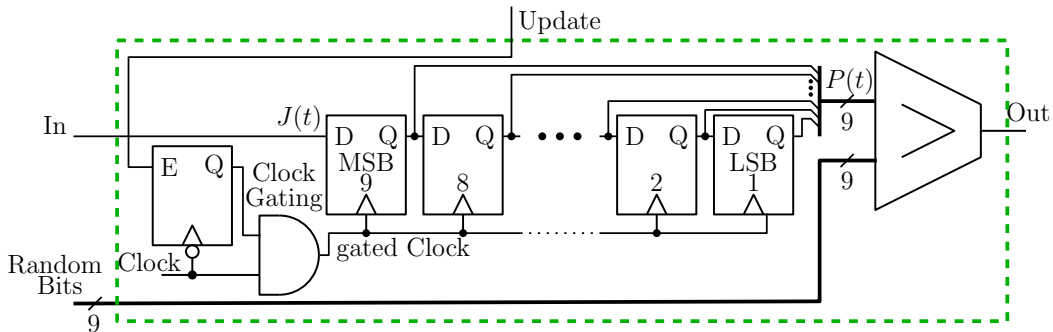 Update
In
J(t)
D Q
MSB
9
D Q
8
D Q
2
D Q
LSB
1
P(t)
9
9
Out
E Q
Clock
Gating
gated Clock
Clock
Random
Bits
9